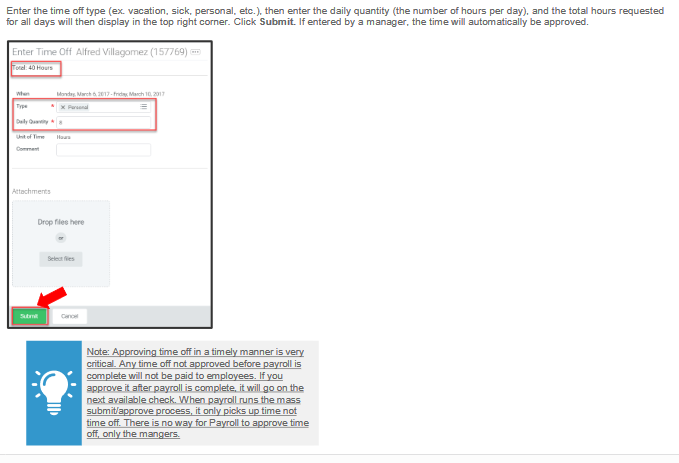 Enter the time off type (ex. vacation, sick, personal, etc.), then enter the daily quantity (the number of hours per day), and the total hours requested
for all days will then display in the top right corner. Click Submit. If entered by a manager, the time will automatically be approved.
Enter Time Off Alfred Villagomez (157769)
Total: 40 Hours
When Monday, March 6, 2017 - Friday, March 10, 2017
Type * × Personal
Daily Quantity * 8
Unit of Time Hours
Comment
Attachments
Drop files here
or
Select files
Submit Cancel
Note: Approving time off in a timely manner is very
critical. Any time off not approved before payroll is
complete will not be paid to employees. If you
approve it after payroll is complete, it will go on the
next available check. When payroll runs the mass
submit/approve process, it only picks up time not
time off. There is no way for Payroll to approve time
off, only the mangers.